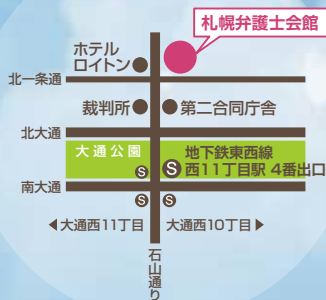 札幌弁護士会館
ホテル
ロイトン
北一条通
裁判所
第二合同庁舎
北大通
大通公園
地下鉄東西線
S
S 西11丁目駅 4番出口
南大通
S S
◀大通西11丁目 大通西10丁目▶
石山通り